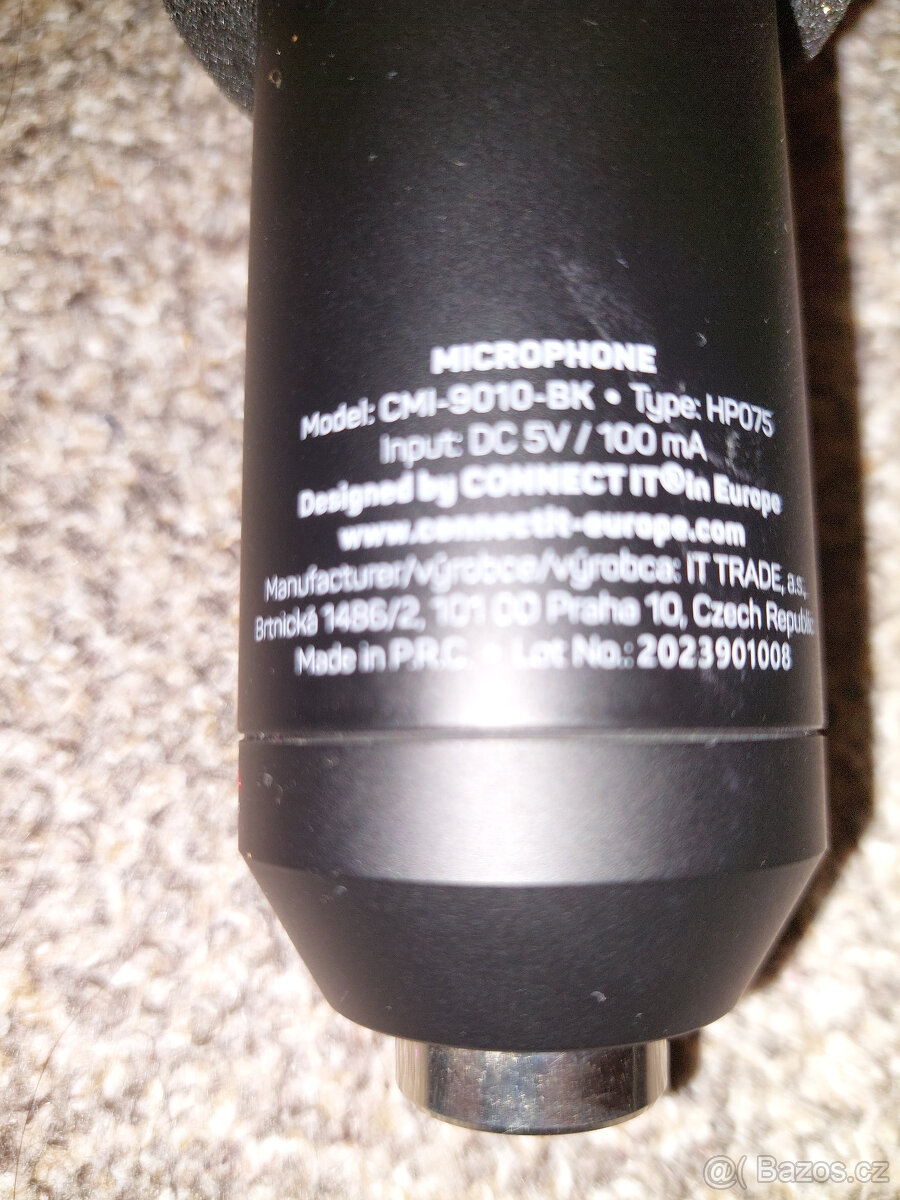 MICROPHONE
Model: CMI-9010-BK • Type: HP075
Input: DC 5V / 100 mA
Designed by CONNECT IT® in Europe
www.connectit-europe.com
Manufacturer/výrobce/výrobca: IT TRADE, a.s.,
Brtnická 1486/2, 101 00 Praha 10, Czech Republic
Made in P.R.C. • Lot No.: 2023901008
@( Bazos.cz